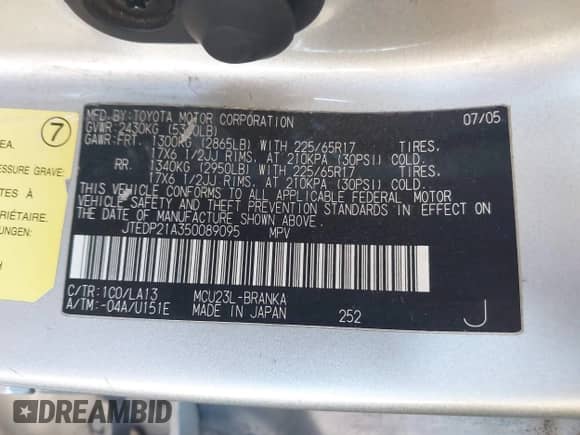 MFD.BY:TOYOTA MOTOR CORPORATION 07/05
GVWR 2430KG
GAWR:FRT. 1300KG (2865LB) WITH 225/65R17 TIRES,
17X6 1/2JJ RIMS, AT 210KPA (30PSI) COLD.
RR. 1340KG (2950LB) WITH 225/65R17 TIRES,
17X6 1/2JJ RIMS, AT 210KPA (30PSI) COLD.
THIS VEHICLE CONFORMS TO ALL APPLICABLE FEDERAL MOTOR
VEHICLE SAFETY AND THEFT PREVENTION STANDARDS IN EFFECT ON
THE DATE OF MANUFACTURE SHOWN ABOVE.
JTEDP21A350089095 MPV
C/TR:1C0/LA13 MCU23L-BRANKA
A/TM:-04A/U151E MADE IN JAPAN 252 J
7
EA.
ESSURE GRAVE:
ITÉES À
RIÉTAIRE.
UNGEN:
H
DREAMBID